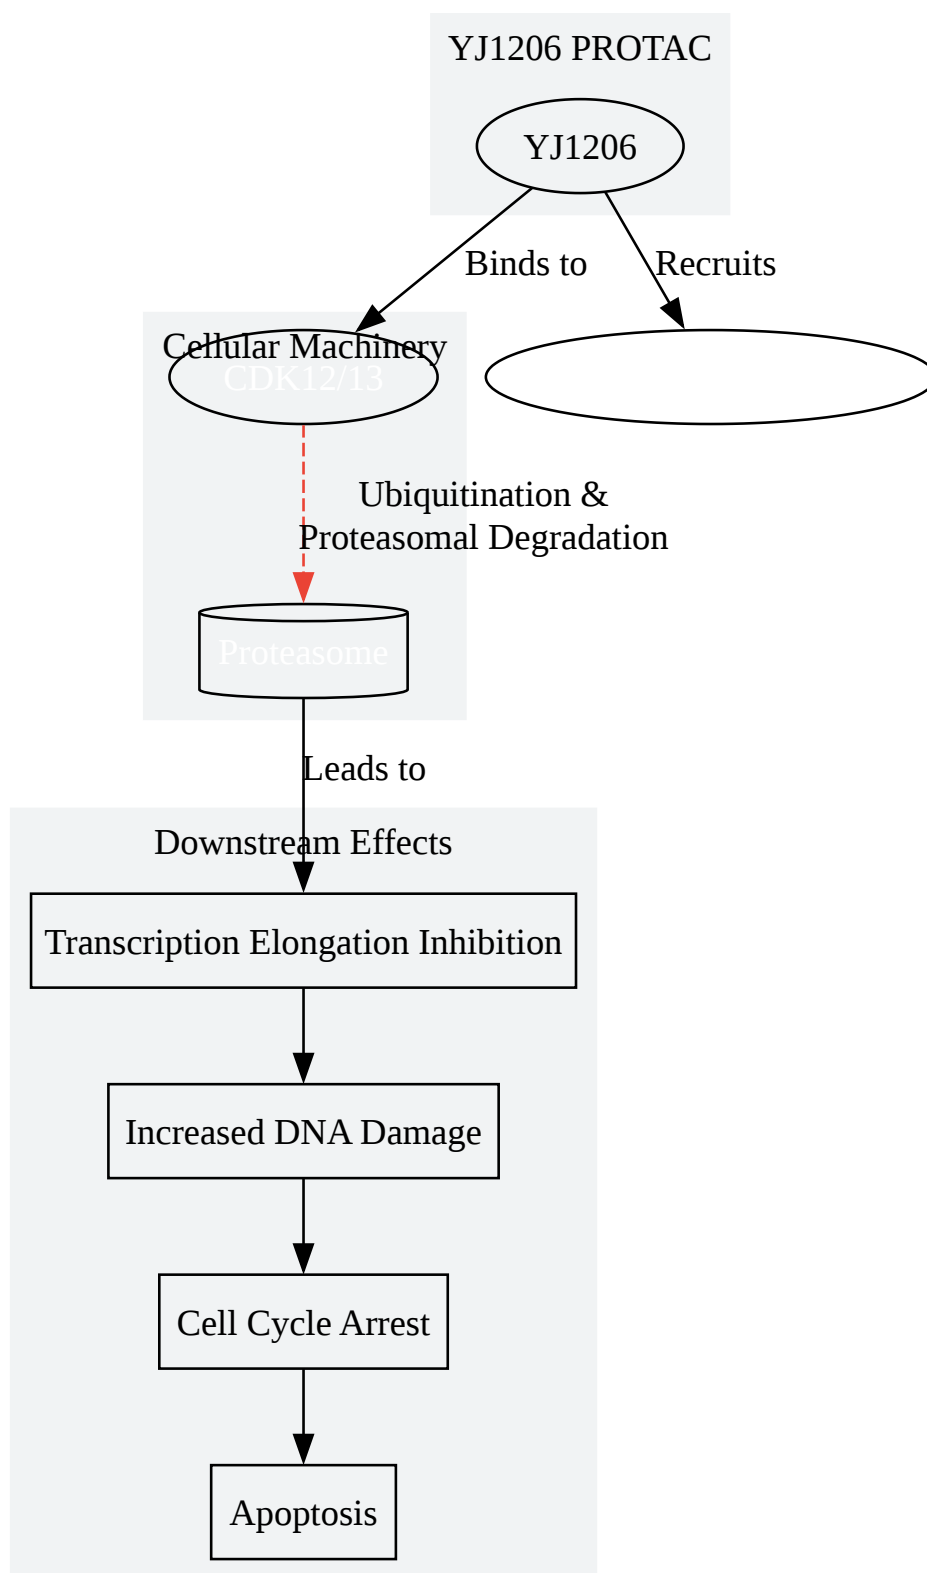 YJ1206 PROTAC
YJ1206
Binds to
Recruits
Cellular Machinery
CDK12/13
Ubiquitination &
Proteasomal Degradation
Proteasome
Leads to
Downstream Effects
Transcription Elongation Inhibition
Increased DNA Damage
Cell Cycle Arrest
Apoptosis